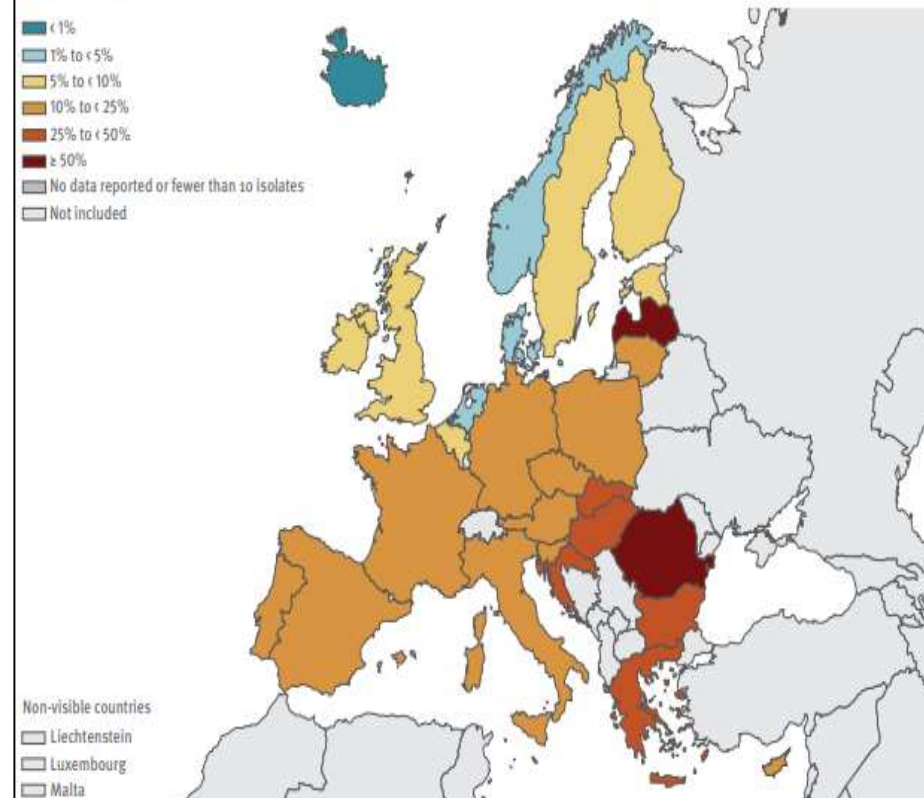 < 1%
1% to < 5%
5% to < 10%
10% to < 25%
25% to < 50%
≥ 50%
No data reported or fewer than 10 isolates
Not included
Non-visible countries
Liechtenstein
Luxembourg
Malta